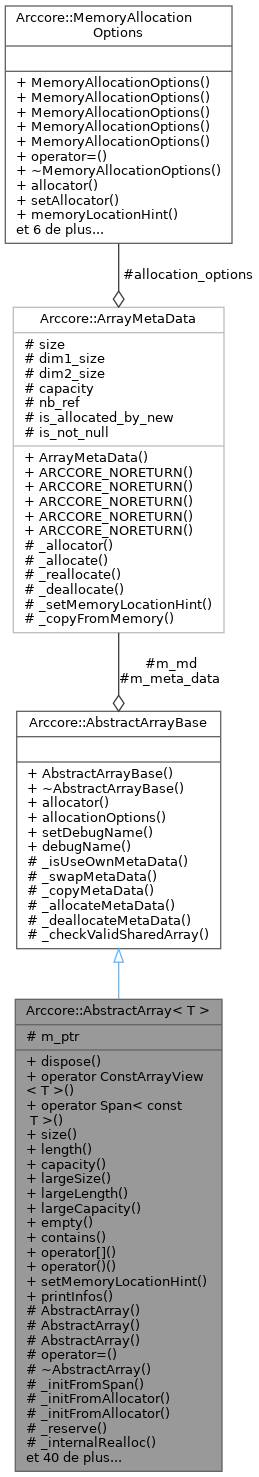 Arccore::MemoryAllocation
Options
+ MemoryAllocationOptions()
+ MemoryAllocationOptions()
+ MemoryAllocationOptions()
+ MemoryAllocationOptions()
+ MemoryAllocationOptions()
+ operator=()
+ ~MemoryAllocationOptions()
+ allocator()
+ setAllocator()
+ memoryLocationHint()
et 6 de plus...
#allocation_options
Arccore::ArrayMetaData
# size
# dim1_size
# dim2_size
# capacity
# nb_ref
# is_allocated_by_new
# is_not_null
+ ArrayMetaData()
+ ARCCORE_NORETURN()
+ ARCCORE_NORETURN()
+ ARCCORE_NORETURN()
+ ARCCORE_NORETURN()
+ ARCCORE_NORETURN()
# _allocator()
# _allocate()
# _reallocate()
# _deallocate()
# _setMemoryLocationHint()
# _copyFromMemory()
#m_md
#m_meta_data
Arccore::AbstractArrayBase
+ AbstractArrayBase()
+ ~AbstractArrayBase()
+ allocator()
+ allocationOptions()
+ setDebugName()
+ debugName()
# _isUseOwnMetaData()
# _swapMetaData()
# _copyMetaData()
# _allocateMetaData()
# _deallocateMetaData()
# _checkValidSharedArray()
Arccore::AbstractArray< T >
# m_ptr
+ dispose()
+ operator ConstArrayView
< T >()
+ operator Span< const
T >()
+ size()
+ length()
+ capacity()
+ largeSize()
+ largeLength()
+ largeCapacity()
+ empty()
+ contains()
+ operator[]()
+ operator()()
+ setMemoryLocationHint()
+ printInfos()
# AbstractArray()
# AbstractArray()
# AbstractArray()
# operator=()
# ~AbstractArray()
# _initFromSpan()
# _initFromAllocator()
# _initFromAllocator()
# _reserve()
# _internalRealloc()
et 40 de plus...